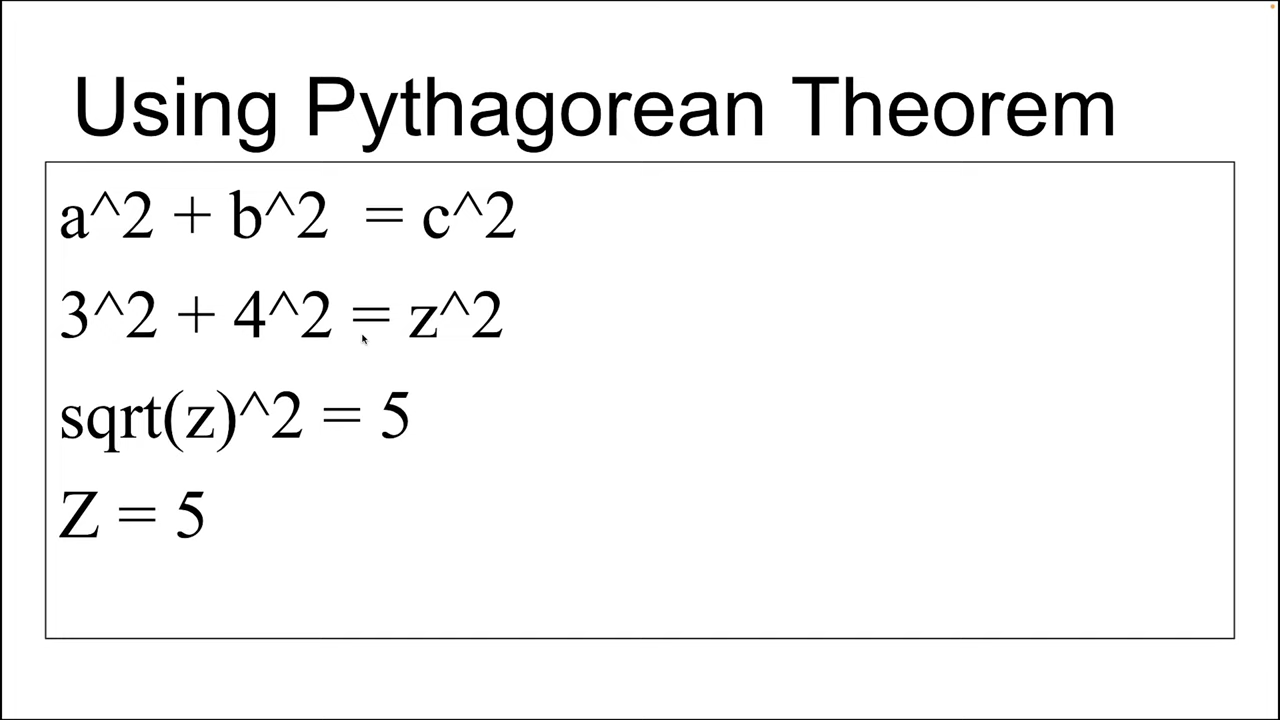 Using Pythagorean Theorem
a^2 + b^2  = c^2
3^2 + 4^2 = z^2
sqrt(z)^2 = 5
Z = 5